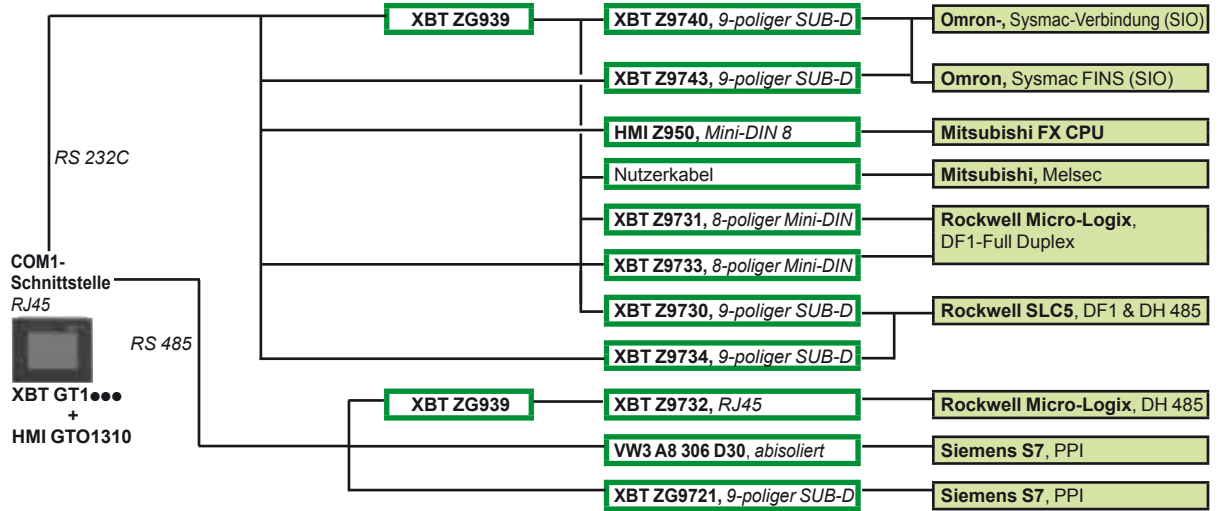 XBT ZG939
XBT Z9740, 9-poliger SUB-D
Omron-, Sysmac-Verbindung (SIO)
XBT Z9743, 9-poliger SUB-D
Omron, Sysmac FINS (SIO)
HMI Z950, Mini-DIN 8
Mitsubishi FX CPU
RS 232C
Nutzerkabel
Mitsubishi, Melsec
XBT Z9731, 8-poliger Mini-DIN
Rockwell Micro-Logix,
DF1-Full Duplex
COM1-
Schnittstelle
RJ45
XBT Z9733, 8-poliger Mini-DIN
XBT Z9730, 9-poliger SUB-D
Rockwell SLC5, DF1 & DH 485
RS 485
XBT Z9734, 9-poliger SUB-D
XBT GT1●●●
+
HMI GTO1310
XBT ZG939
XBT Z9732, RJ45
Rockwell Micro-Logix, DH 485
VW3 A8 306 D30, abisoliert
Siemens S7, PPI
XBT ZG9721, 9-poliger SUB-D
Siemens S7, PPI